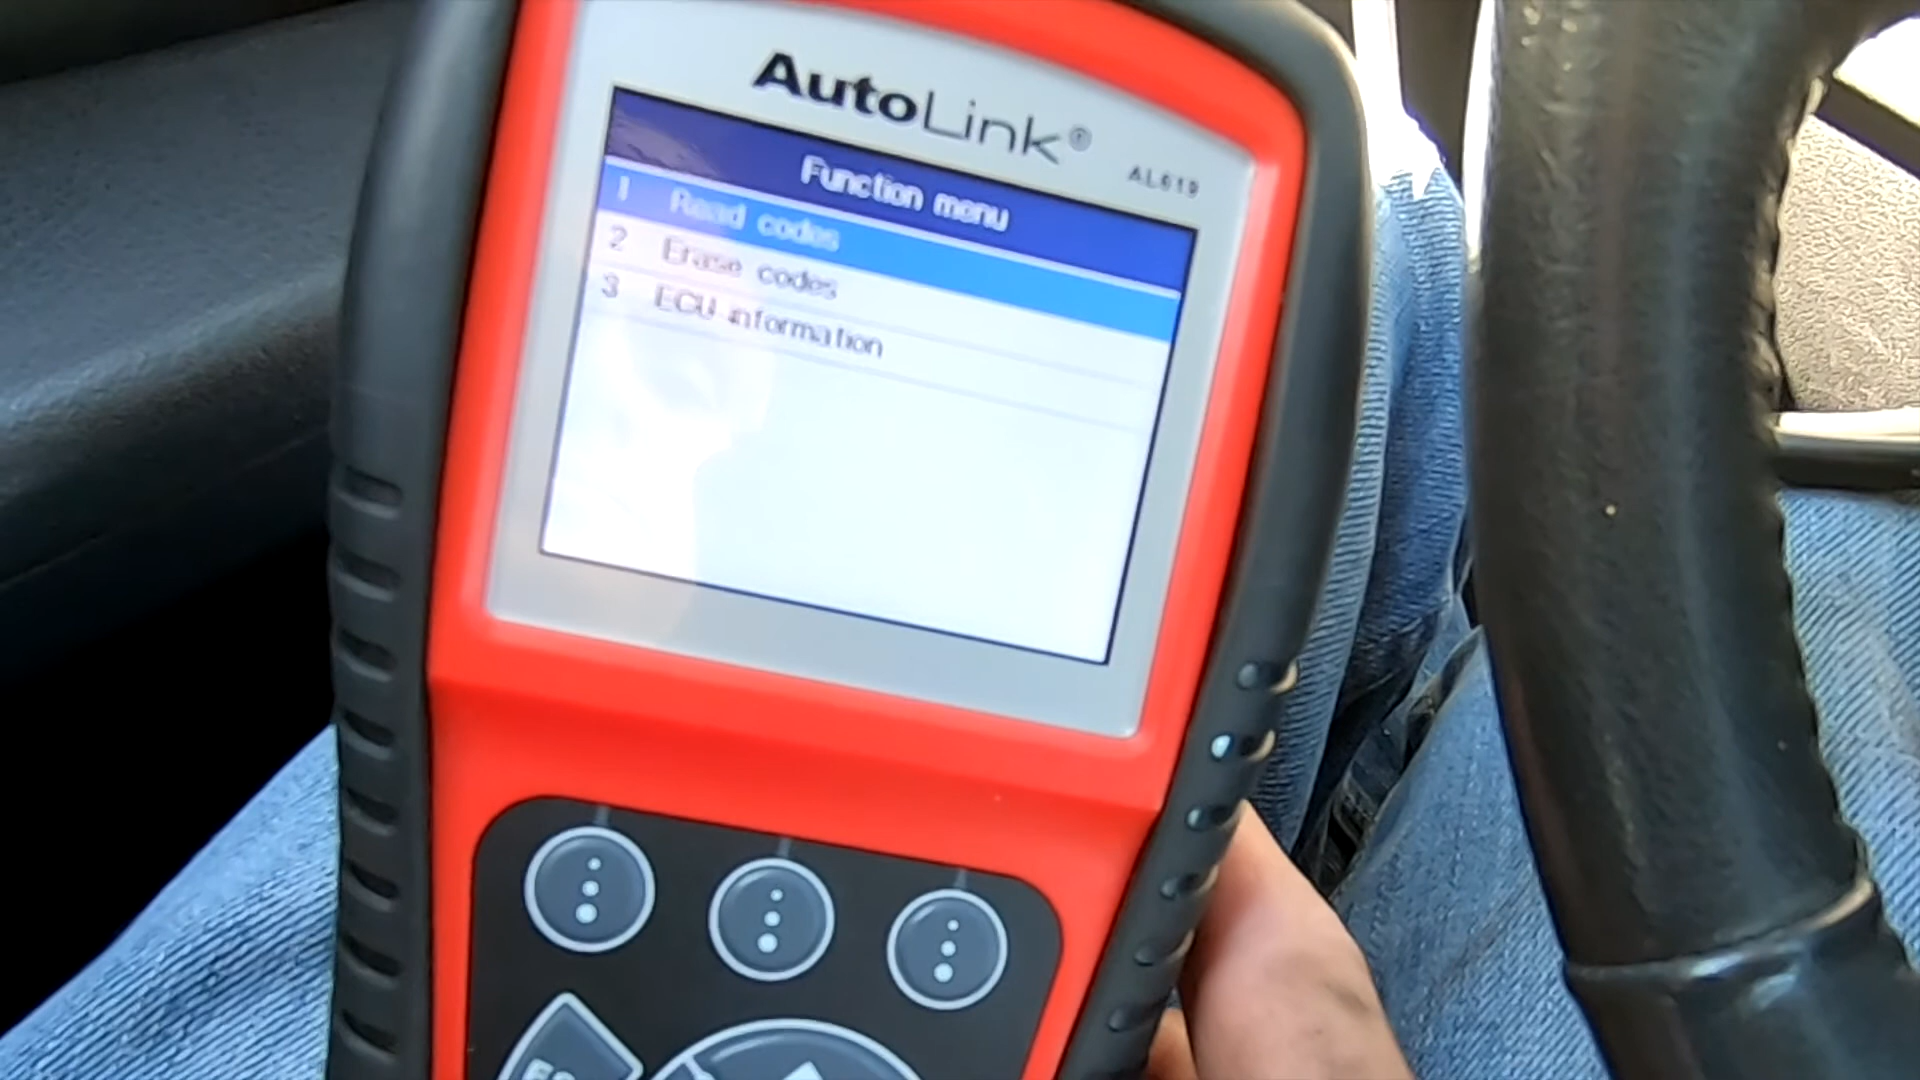 AutoLink®
AL619
Function menu
1 Read codes
2 Erase codes
3 ECU information